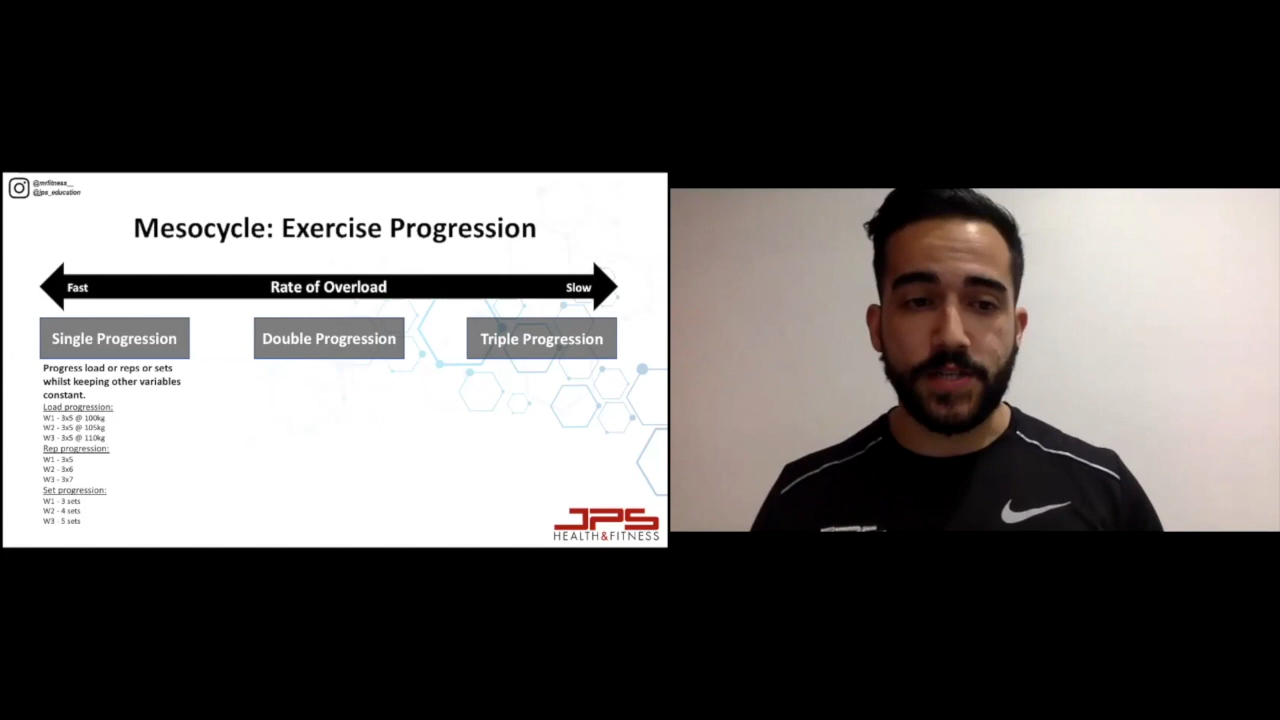 @mrfitness__
@jps_education
Mesocycle: Exercise Progression
Fast Rate of Overload Slow
Single Progression Double Progression Triple Progression
Progress load or reps or sets
whilst keeping other variables
constant.
Load progression:
W1 - 3x5 @ 100kg
W2 - 3x5 @ 105kg
W3 - 3x5 @ 110kg
Rep progression:
W1 - 3x5
W2 - 3x6
W3 - 3x7
Set progression:
W1 - 3 sets
W2 - 4 sets
W3 - 5 sets
JPS
HEALTH&FITNESS